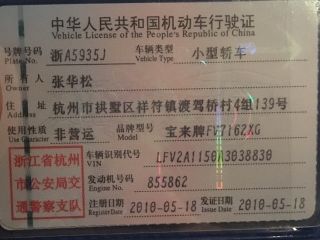 中华人民共和国机动车行驶证
Vehicle License of the People's Republic of China
号牌号码 浙A5935J 车辆类型 小型轿车
Plate No. Vehicle Type
所有人 张华松
Owner
住址 杭州市拱墅区祥符镇渡驾桥村4组139号
Address
使用性质 非营运 品牌型号 宝来牌FV7162XG
Use Character
浙江省杭州
市公安局交
通警察支队
车辆识别代号 LFV2A1150A3038830
VIN
发动机号码 855862
Engine No.
注册日期 2010-05-18 发证日期 2010-05-18
Register Date Issue Date